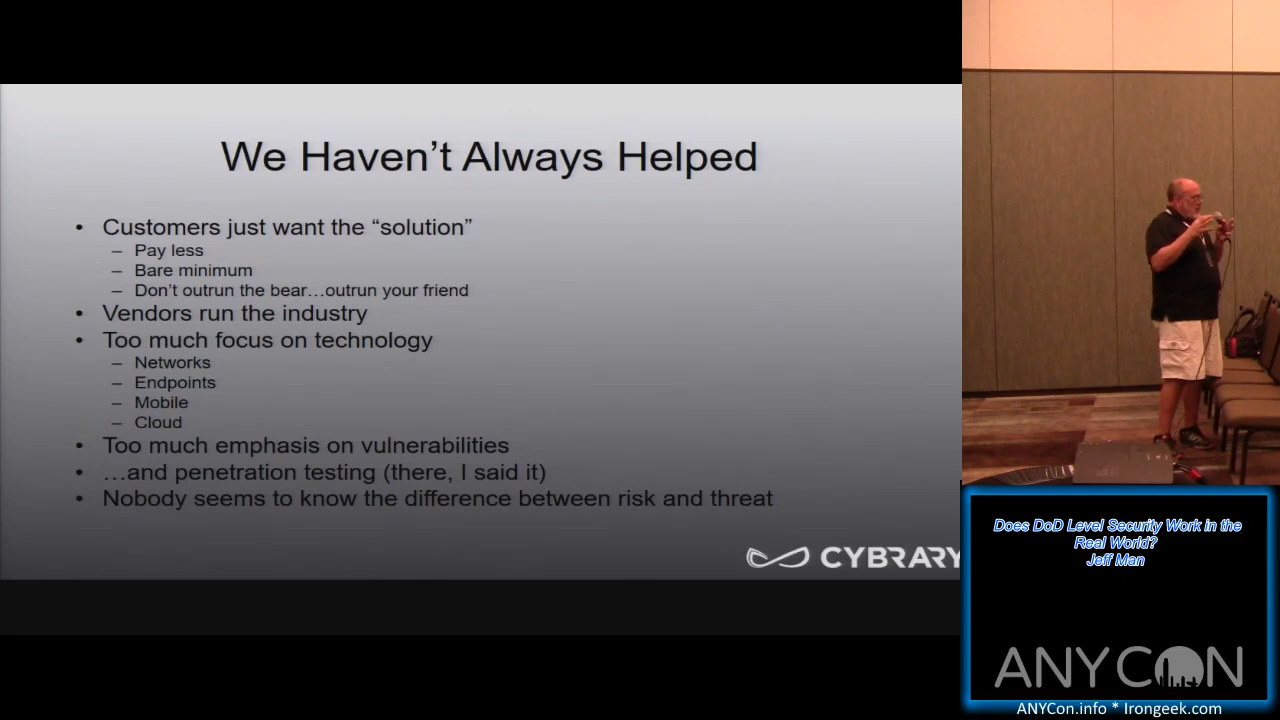 We Haven't Always Helped
• Customers just want the “solution”
– Pay less
– Bare minimum
– Don't outrun the bear…outrun your friend
• Vendors run the industry
• Too much focus on technology
– Networks
– Endpoints
– Mobile
– Cloud
• Too much emphasis on vulnerabilities
• …and penetration testing (there, I said it)
• Nobody seems to know the difference between risk and threat
CYBRARY
Does DoD Level Security Work in the
Real World?
Jeff Man
ANYCON
ANYCon.info * Irongeek.com